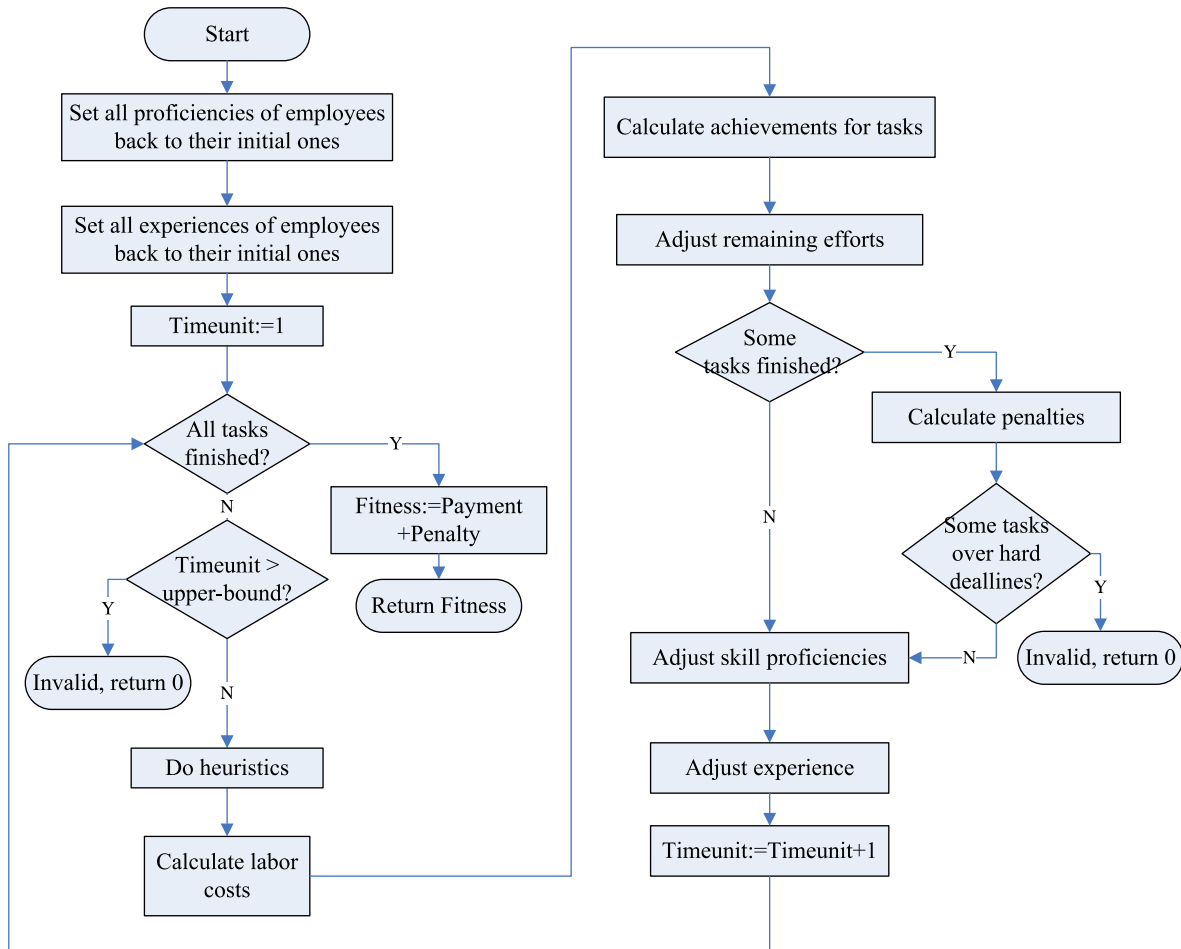 Start
Set all proficiencies of employees
back to their initial ones
Set all experiences of employees
back to their initial ones
Timeunit:=1
All tasks
finished?
Y
N
Fitness:=Payment
+Penalty
Return Fitness
Timeunit >
upper-bound?
Y
Invalid, return 0
N
Do heuristics
Calculate labor
costs
Calculate achievements for tasks
Adjust remaining efforts
Some
tasks finished?
Y
N
Calculate penalties
Some tasks
over hard
deallines?
Y
N
Invalid, return 0
Adjust skill proficiencies
Adjust experience
Timeunit:=Timeunit+1